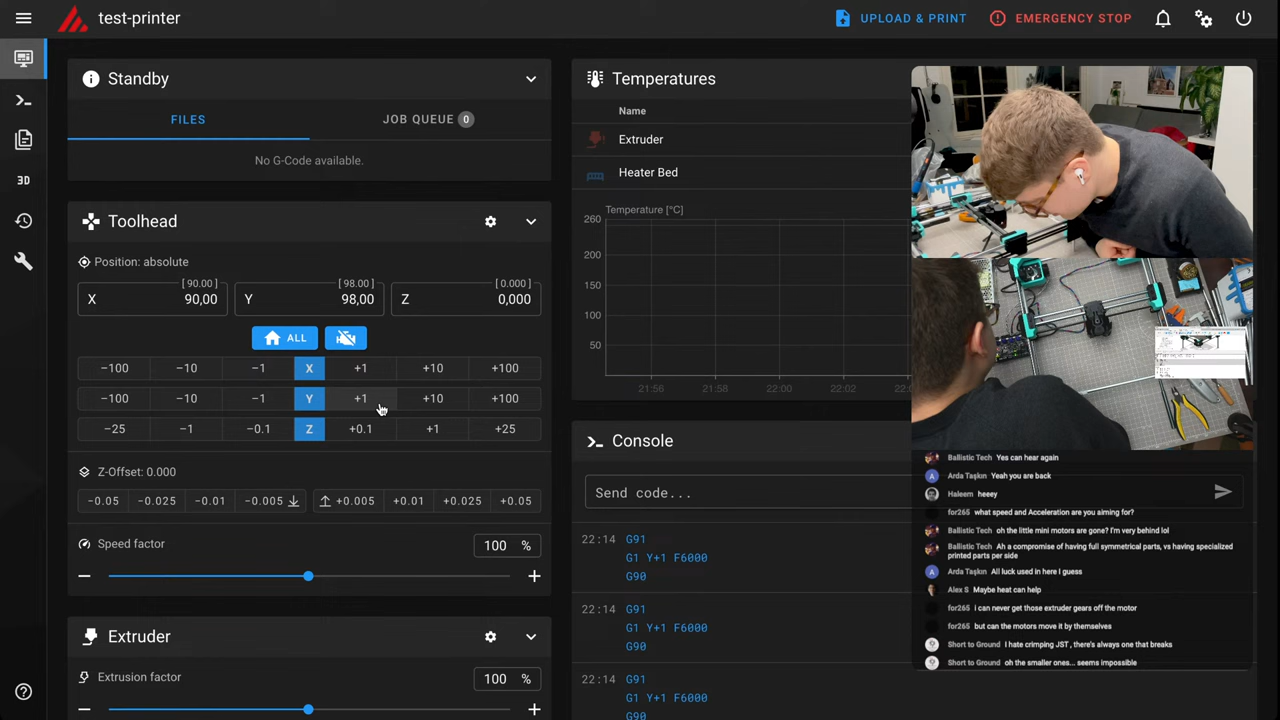 test-printer
UPLOAD & PRINT
EMERGENCY STOP
Standby
FILES
JOB QUEUE 0
No G-Code available.
Toolhead
Position: absolute
[ 90.00 ]
X 90,00
[ 98.00 ]
Y 98,00
[ 0.000 ]
Z 0,000
ALL
−100 −10 −1 X +1 +10 +100
−100 −10 −1 Y +1 +10 +100
−25 −1 −0.1 Z +0.1 +1 +25
Z-Offset: 0.000
−0.05 −0.025 −0.01 −0.005 +0.005 +0.01 +0.025 +0.05
Speed factor
100 %
Extruder
Extrusion factor
100 %
3D
Temperatures
Name
Extruder
Heater Bed
Temperature [°C]
260
200
150
100
50
21:56 21:58 22:00 22:02
Console
Send code...
22:14 G91
G1 Y+1 F6000
G90
22:14 G91
G1 Y+1 F6000
G90
22:14 G91
G1 Y+1 F6000
G90
Ballistic Tech Yes can hear again
Arda Taşkın Yeah you are back
Haleem heeey
for265 what speed and Acceleration are you aiming for?
Ballistic Tech oh the little mini motors are gone? I'm very behind lol
Ballistic Tech Ah a compromise of having full symmetrical parts, vs having specialized
printed parts per side
Arda Taşkın All luck used in here I guess
Alex S Maybe heat can help
for265 i can never get those extruder gears off the motor
for265 but can the motors move it by themselves
Short to Ground I hate crimping JST , there's always one that breaks
Short to Ground oh the smaller ones... seems impossible